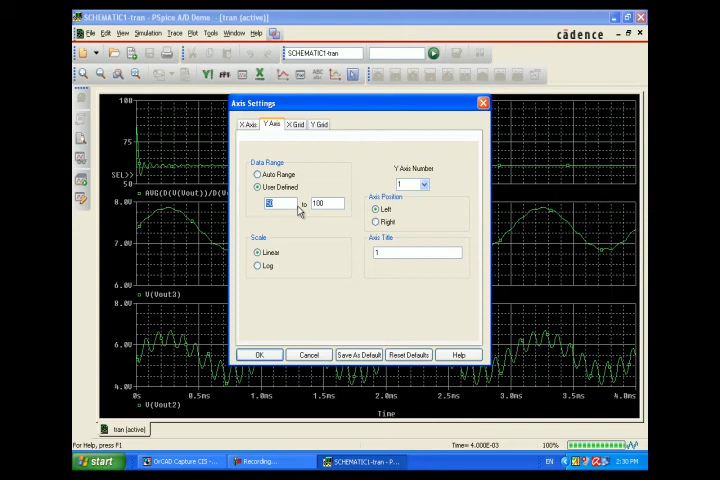 SCHEMATIC1-tran - PSpice A/D Demo - [tran (active)]
File Edit View Simulation Trace Plot Tools Window Help
cādence
SCHEMATIC1-tran
100
75
SEL>>
50
AVG(D(V(Vout))/D(V
8.0V
7.0V
6.0V
V(Vout3)
8.0V
6.0V
4.0V
0s 0.5ms 1.0ms 1.5ms 2.0ms 2.5ms 3.0ms 3.5ms 4.0ms
V(Vout2)
Time
Axis Settings
X Axis Y Axis X Grid Y Grid
Data Range
Auto Range
User Defined
50 to 100
Y Axis Number
1
Axis Position
Left
Right
Scale
Linear
Log
Axis Title
1
OK Cancel Save As Default Reset Defaults Help
tran (active)
For Help, press F1
Time= 4.000E-03 100%
start
OrCAD Capture CIS -...
Recording...
SCHEMATIC1-tran - P...
EN
2:30 PM